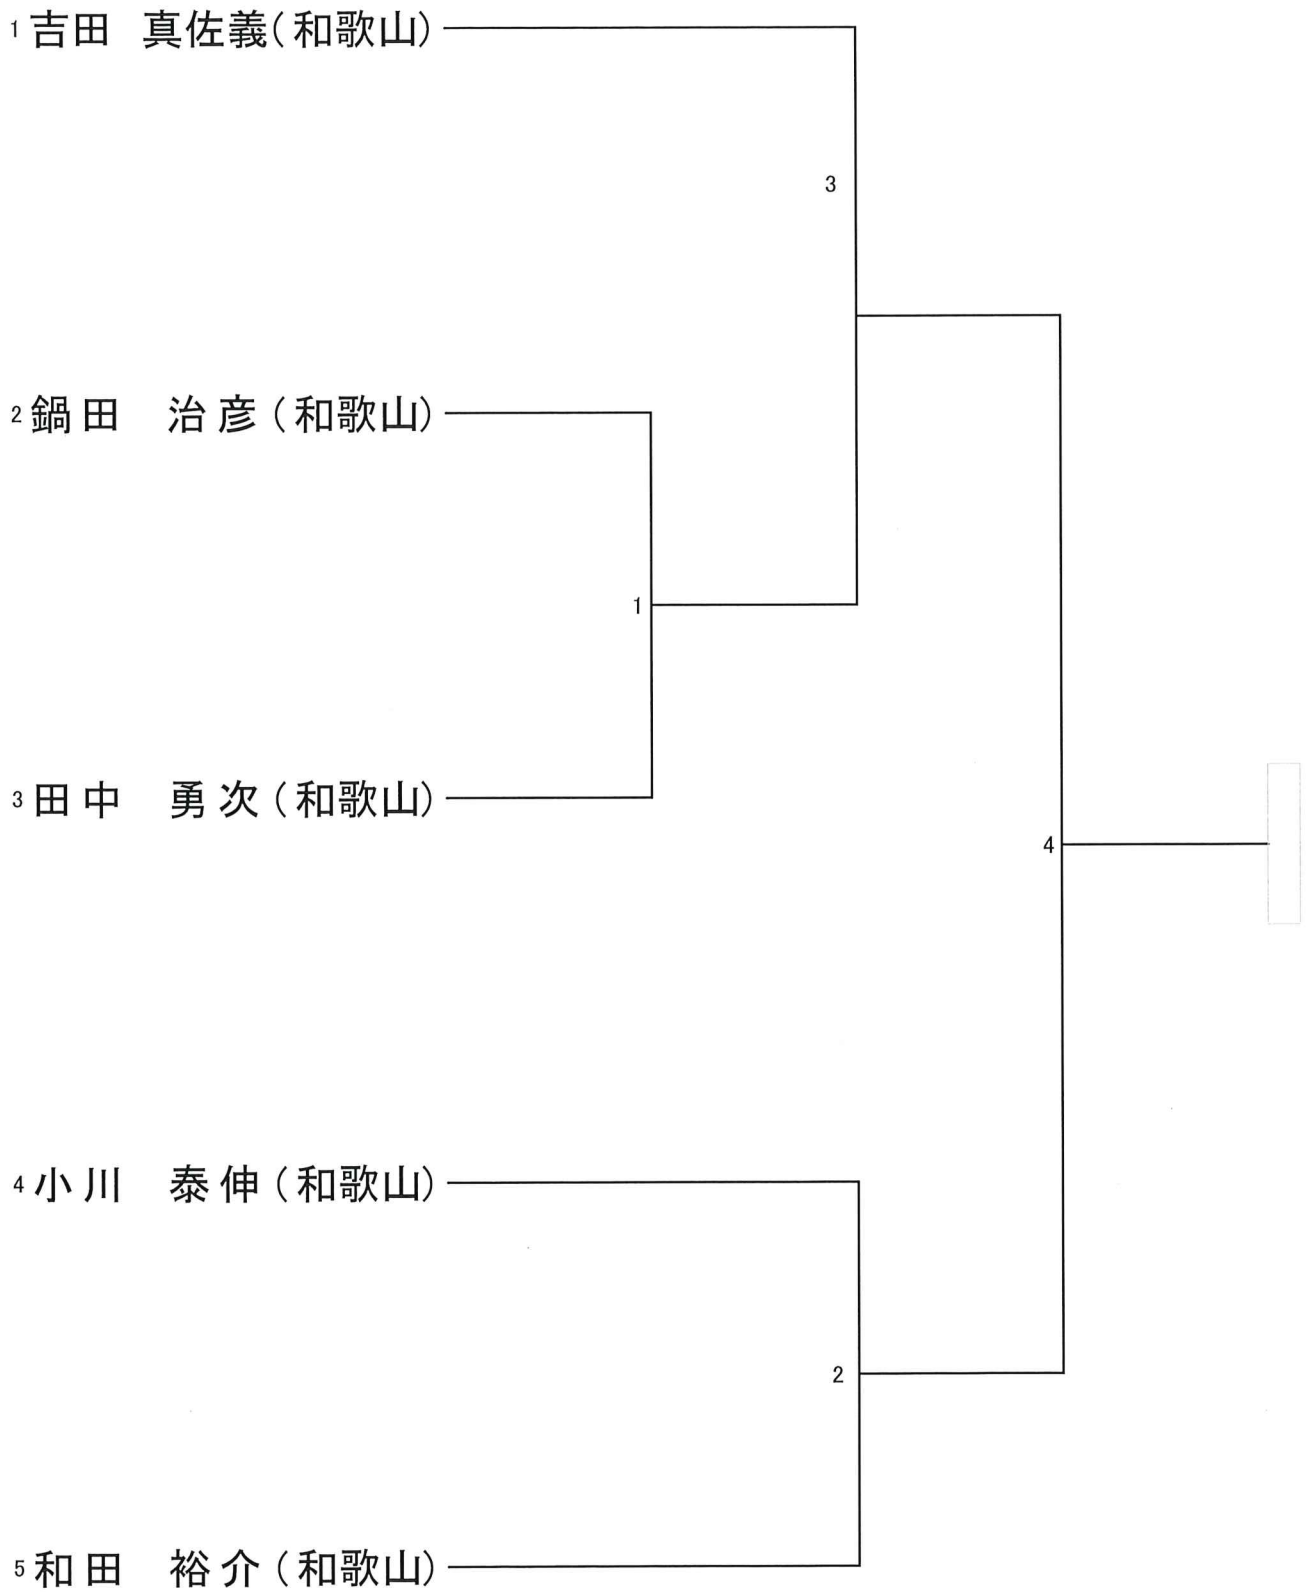 1 吉田 真佐義(和歌山)
3
2 鍋田 治彦(和歌山)
1
3 田中 勇次(和歌山)
4
4 小川 泰伸(和歌山)
2
5 和田 裕介(和歌山)